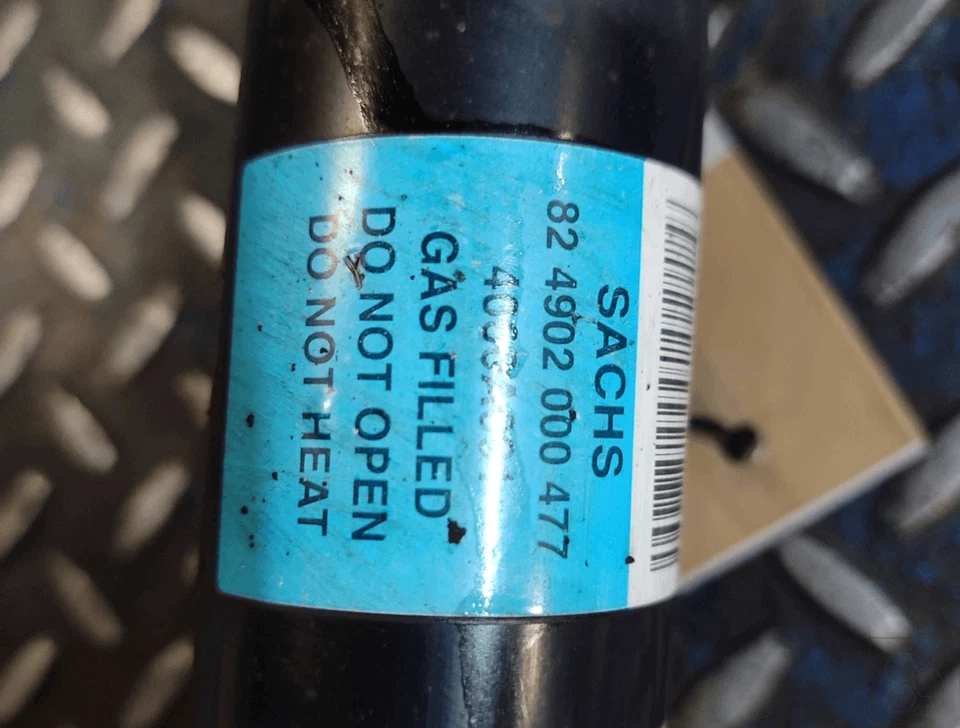 SACHS
82 4902 000 477
GAS FILLED
DO NOT OPEN
DO NOT HEAT